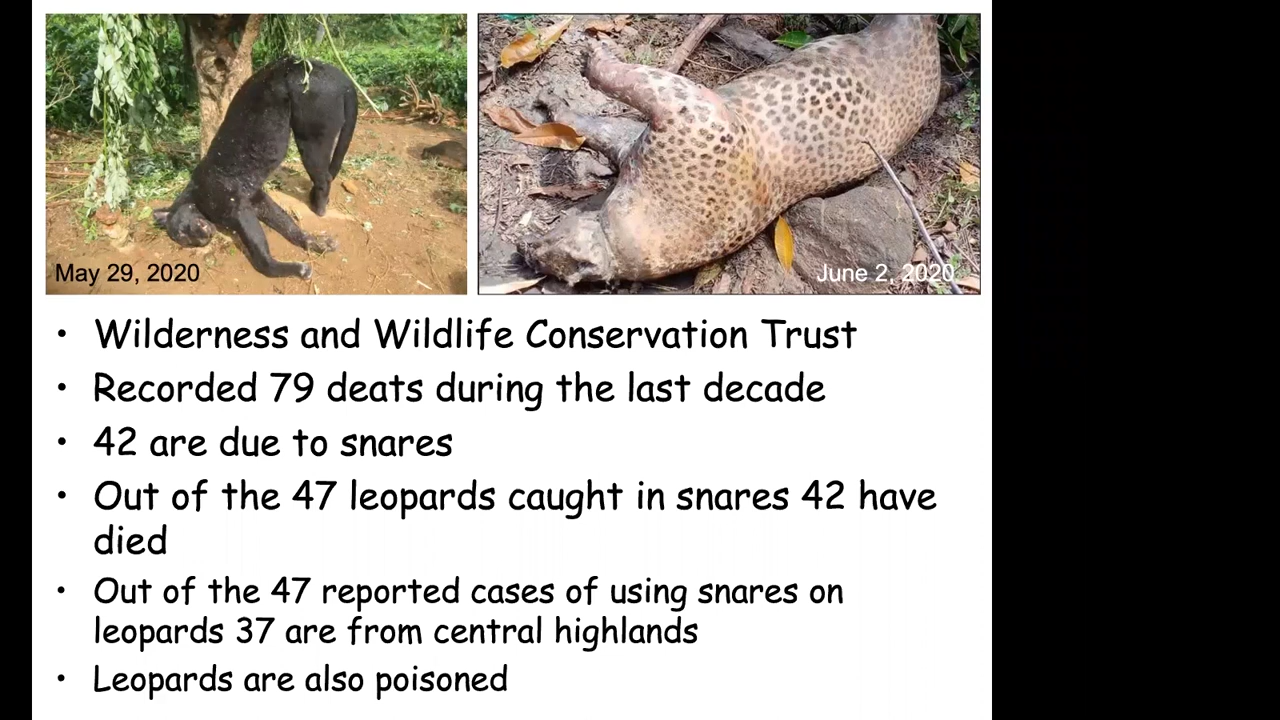 May 29, 2020
June 2, 2020
• Wilderness and Wildlife Conservation Trust
• Recorded 79 deats during the last decade
• 42 are due to snares
• Out of the 47 leopards caught in snares 42 have
died
• Out of the 47 reported cases of using snares on
leopards 37 are from central highlands
• Leopards are also poisoned